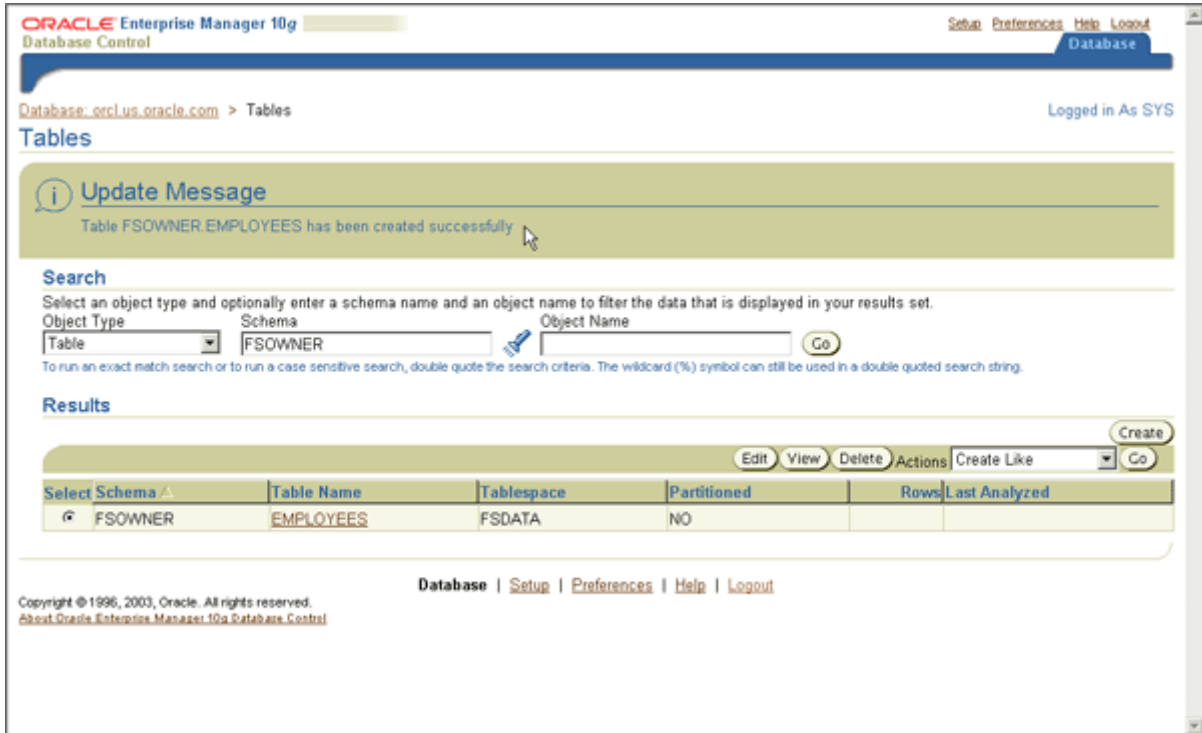 ORACLE Enterprise Manager 10g
Database Control
Setup Preferences Help Logout
Database
Database: orcl.us.oracle.com > Tables
Logged in As SYS
Tables
i Update Message
Table FSOWNER.EMPLOYEES has been created successfully
Search
Select an object type and optionally enter a schema name and an object name to filter the data that is displayed in your results set.
Object Type Schema Object Name
Table FSOWNER Go
To run an exact match search or to run a case sensitive search, double quote the search criteria. The wildcard (%) symbol can still be used in a double quoted search string.
Results
Create
Edit View Delete Actions Create Like Go
Select Schema Table Name Tablespace Partitioned Rows Last Analyzed
FSOWNER EMPLOYEES FSDATA NO
Database | Setup | Preferences | Help | Logout
Copyright © 1996, 2003, Oracle. All rights reserved.
About Oracle Enterprise Manager 10g Database Control